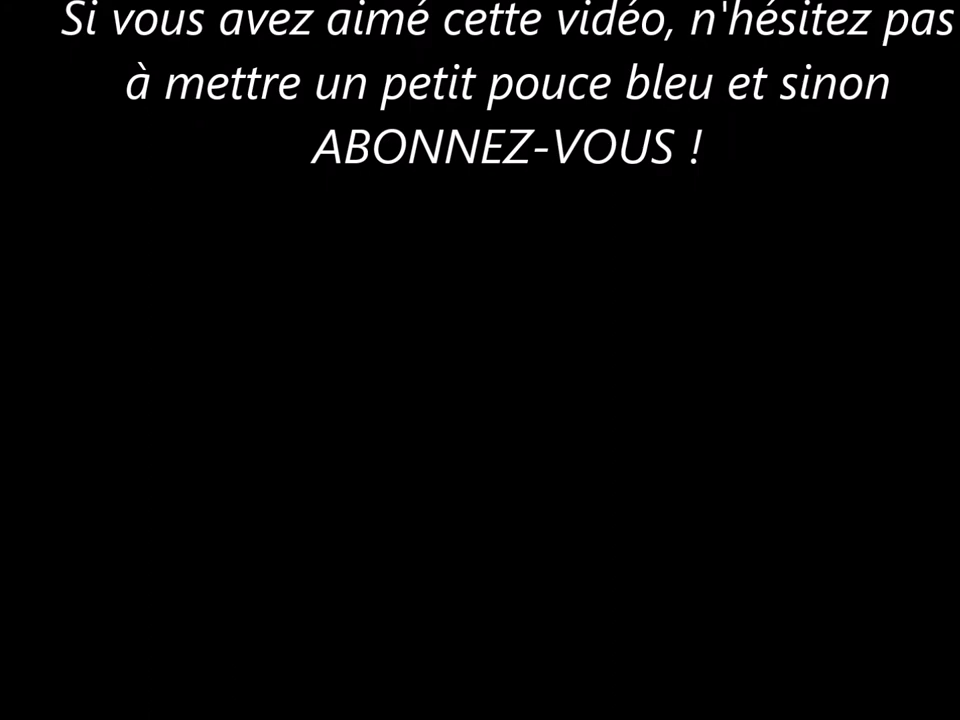 Si vous avez aimé cette vidéo, n'hésitez pas
à mettre un petit pouce bleu et sinon
ABONNEZ-VOUS !